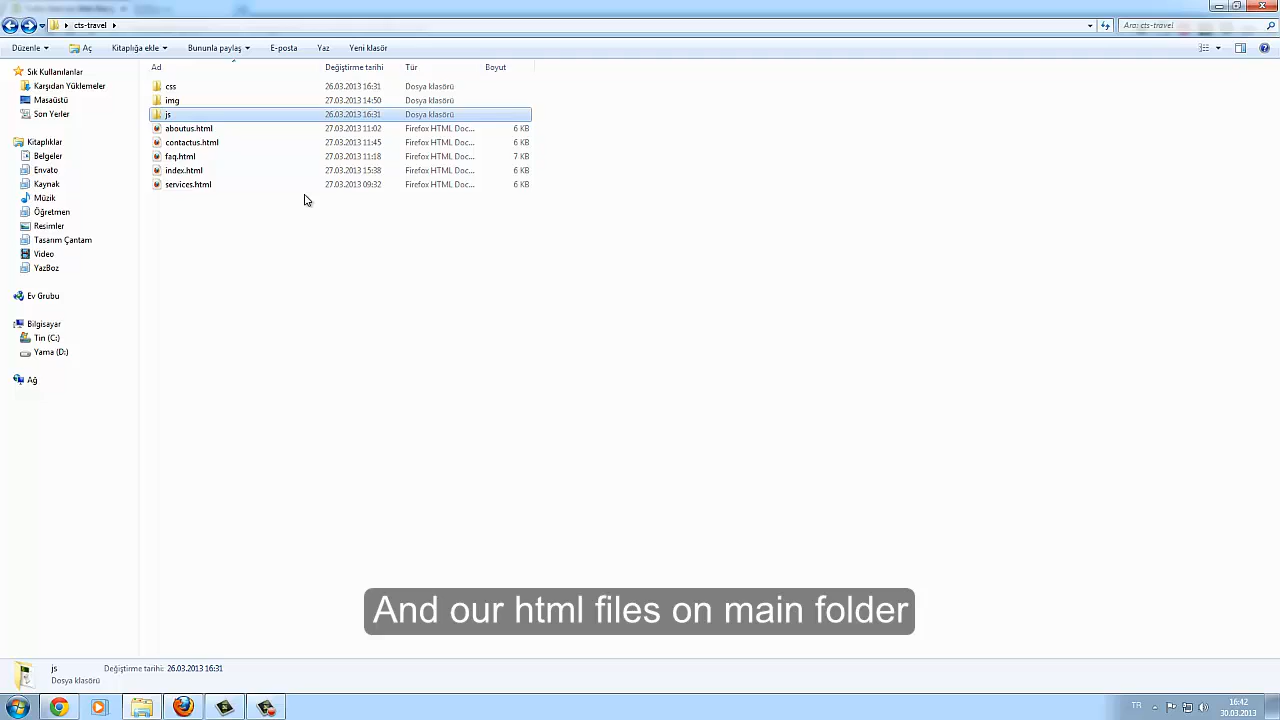 cts-travel
Ara: cts-travel
Düzenle
Aç
Kitaplığa ekle
Bununla paylaş
E-posta
Yaz
Yeni klasör
Sık Kullanılanlar
Karşıdan Yüklemeler
Masaüstü
Son Yerler
Kitaplıklar
Belgeler
Envato
Kaynak
Müzik
Öğretmen
Resimler
Tasarım Çantam
Video
YazBoz
Ev Grubu
Bilgisayar
Tin (C:)
Yama (D:)
Ağ
Ad Değiştirme tarihi Tür Boyut
css 26.03.2013 16:31 Dosya klasörü
img 27.03.2013 14:50 Dosya klasörü
js 26.03.2013 16:31 Dosya klasörü
aboutus.html 27.03.2013 11:02 Firefox HTML Doc... 6 KB
contactus.html 27.03.2013 11:45 Firefox HTML Doc... 6 KB
faq.html 27.03.2013 11:18 Firefox HTML Doc... 7 KB
index.html 27.03.2013 15:38 Firefox HTML Doc... 6 KB
services.html 27.03.2013 09:32 Firefox HTML Doc... 6 KB
And our html files on main folder
js Değiştirme tarihi: 26.03.2013 16:31
Dosya klasörü
TR
16:42
30.03.2013